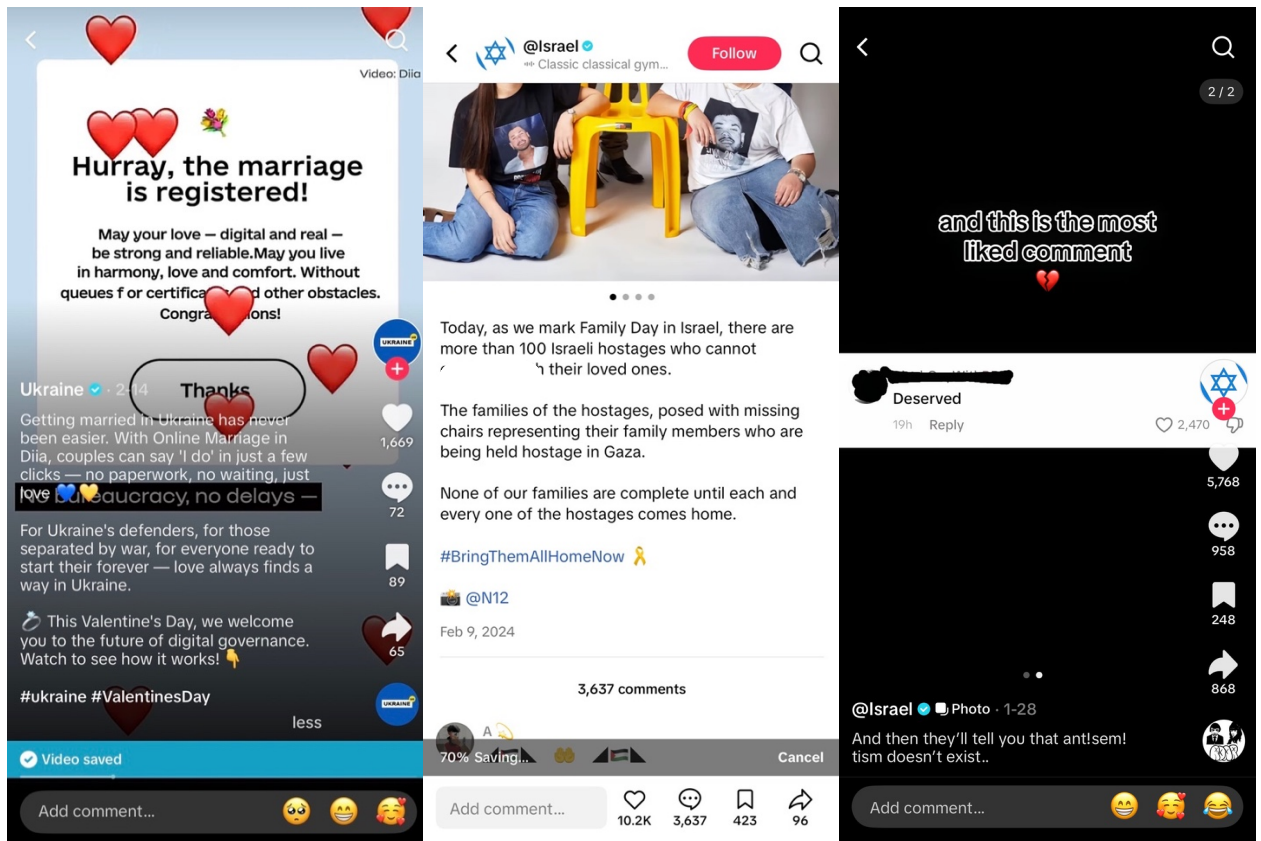 Video: Diia
Hurray, the marriage
is registered!
May your love – digital and real –
be strong and reliable.May you live
in harmony, love and comfort. Without
queues f or certifica d other obstacles.
Congra ons!
Thanks
UKRAINE
Ukraine · 2-14
Getting married in Ukraine has never
been easier. With Online Marriage in
Diia, couples can say 'I do' in just a few
clicks — no paperwork, no waiting, just
love 💙 💛
No bureaucracy, no delays —
For Ukraine's defenders, for those
separated by war, for everyone ready to
start their forever — love always finds a
way in Ukraine.
💍 This Valentine's Day, we welcome
you to the future of digital governance.
Watch to see how it works! 👇
#ukraine #ValentinesDay
less
1,669
72
89
65
UKRAINE
Video saved
Add comment...
@Israel
Classic classical gym...
Follow
Today, as we mark Family Day in Israel, there are
more than 100 Israeli hostages who cannot
h their loved ones.
The families of the hostages, posed with missing
chairs representing their family members who are
being held hostage in Gaza.
None of our families are complete until each and
every one of the hostages comes home.
#BringThemAllHomeNow 🎗️
📸 @N12
Feb 9, 2024
3,637 comments
A 💫
70% Saving...
Cancel
Add comment...
10.2K
3,637
423
96
2 / 2
and this is the most
liked comment
💔
Deserved
19h Reply
2,470
5,768
958
248
868
@Israel Photo · 1-28
And then they'll tell you that ant!sem!
tism doesn't exist..
Add comment...